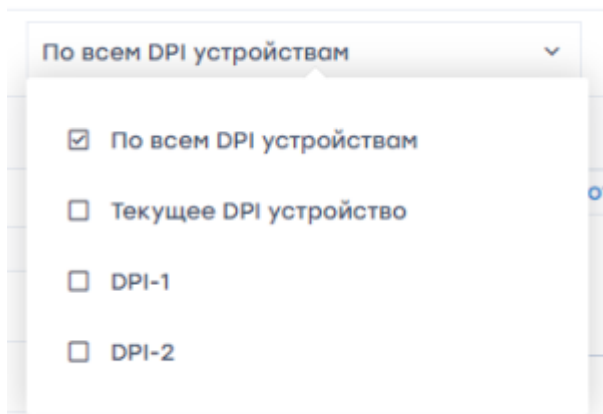 По всем DPI устройствам
По всем DPI устройствам
Текущее DPI устройство
DPI-1
DPI-2